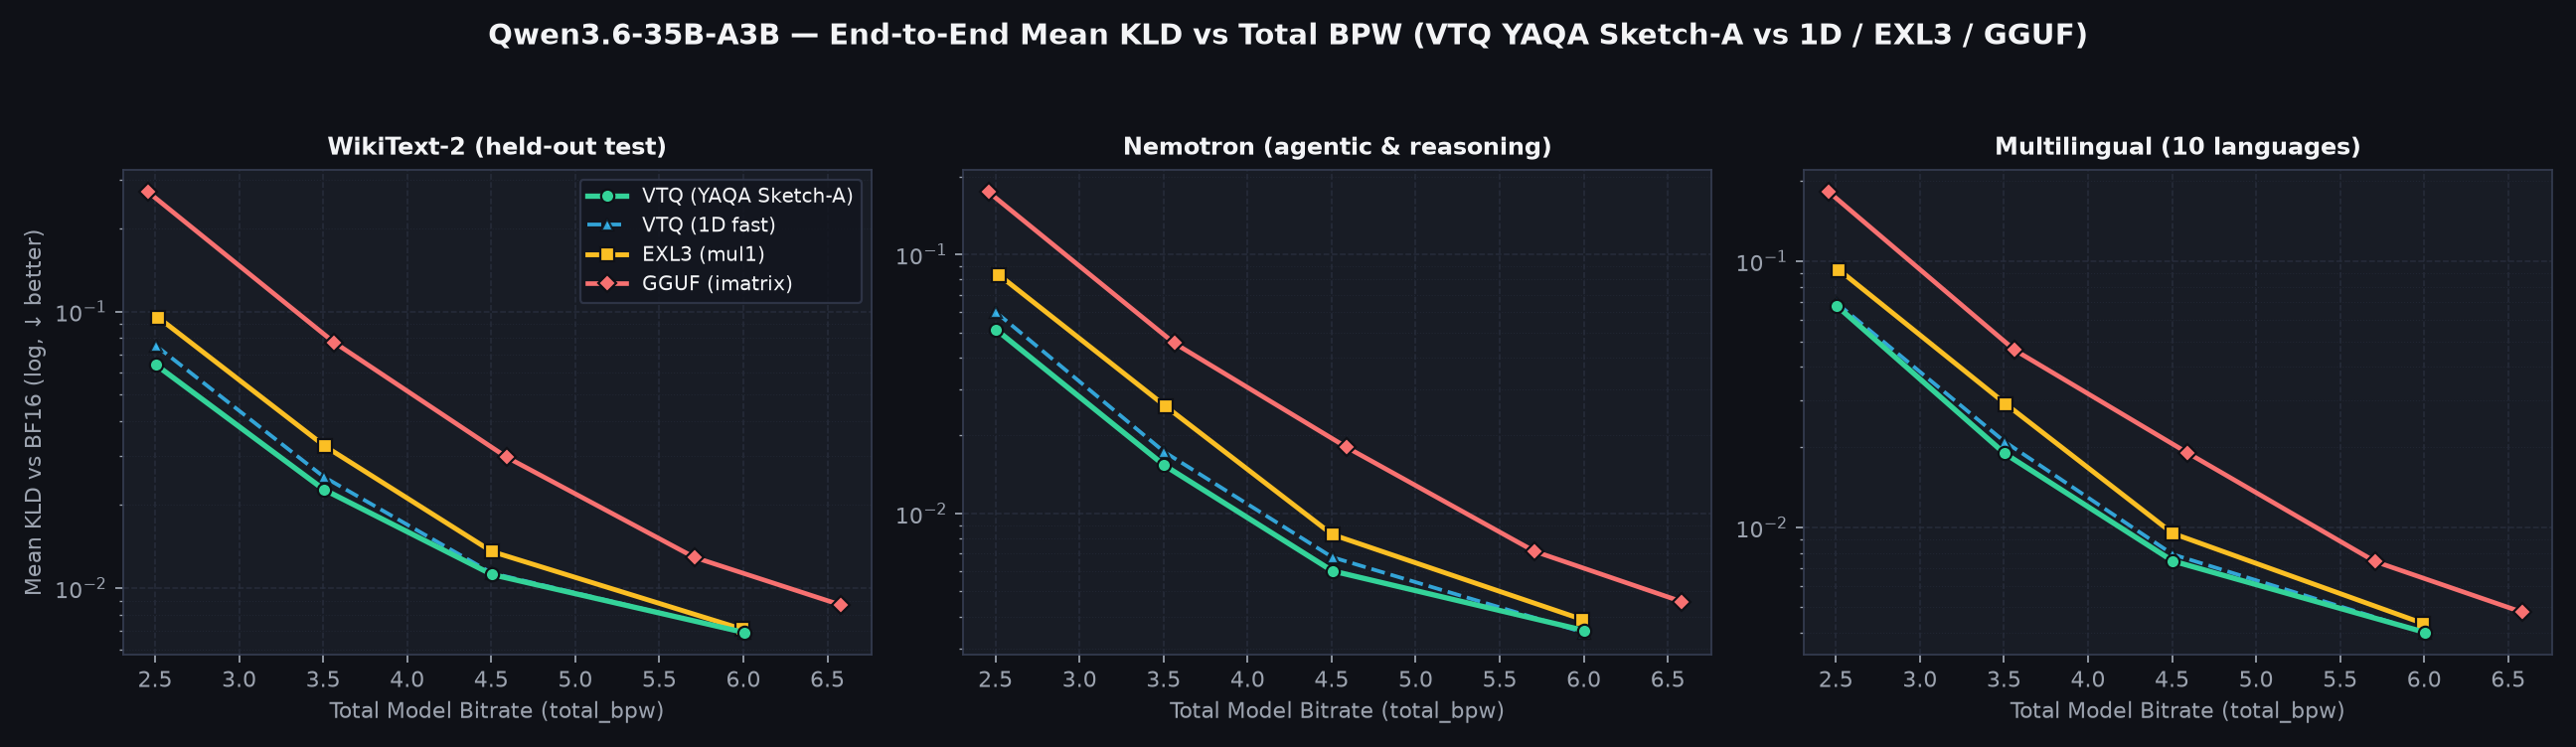 Qwen3.6-35B-A3B — End-to-End Mean KLD vs Total BPW (VTQ YAQA Sketch-A vs 1D / EXL3 / GGUF)
WikiText-2 (held-out test)
Mean KLD vs BF16 (log, ↓ better)
10⁻¹
10⁻²
VTQ (YAQA Sketch-A)
VTQ (1D fast)
EXL3 (mul1)
GGUF (imatrix)
2.5 3.0 3.5 4.0 4.5 5.0 5.5 6.0 6.5
Total Model Bitrate (total_bpw)
Nemotron (agentic & reasoning)
10⁻¹
10⁻²
2.5 3.0 3.5 4.0 4.5 5.0 5.5 6.0 6.5
Total Model Bitrate (total_bpw)
Multilingual (10 languages)
10⁻¹
10⁻²
2.5 3.0 3.5 4.0 4.5 5.0 5.5 6.0 6.5
Total Model Bitrate (total_bpw)